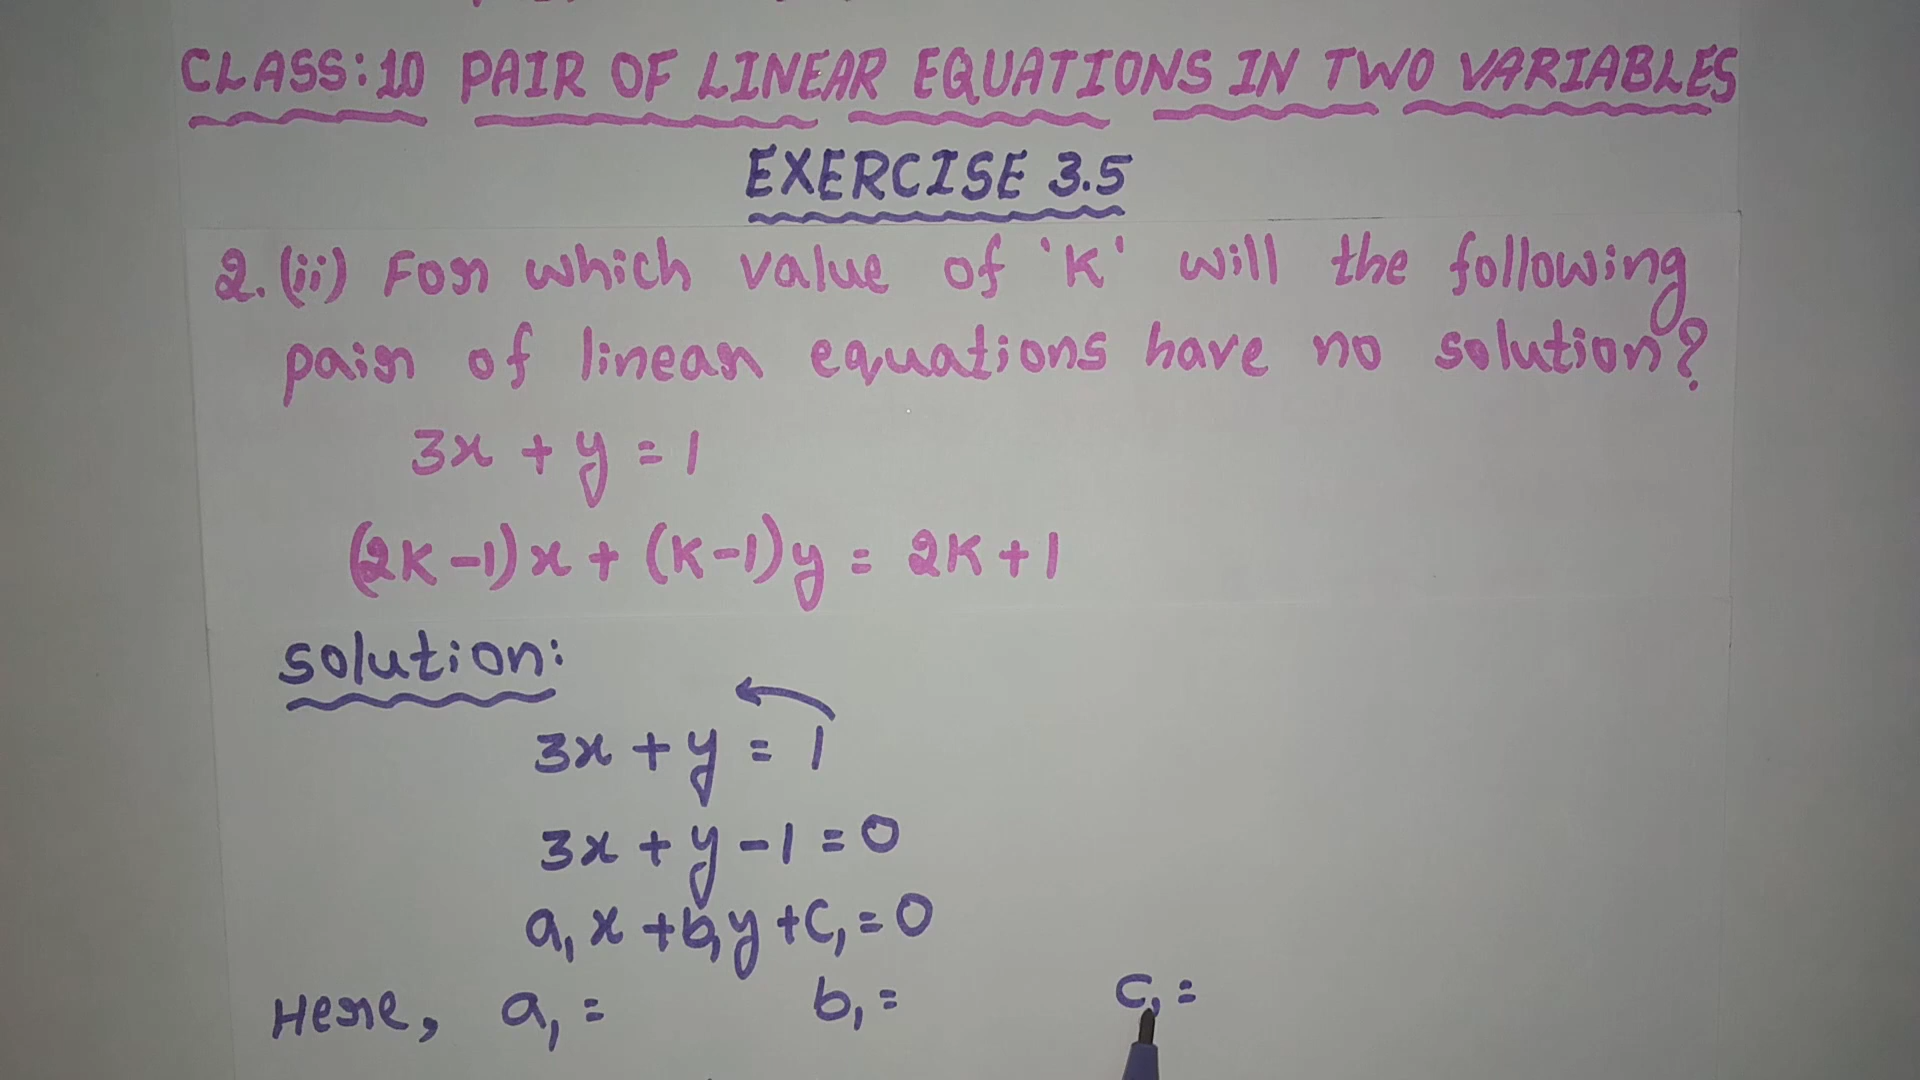 CLASS:10 PAIR OF LINEAR EQUATIONS IN TWO VARIABLES
EXERCISE 3.5
2.(ii) For which value of 'K' will the following
pair of linear equations have no solution?
3x + y = 1
(2K-1)x + (K-1)y = 2K+1
Solution:
3x + y = 1
3x + y - 1 = 0
a₁x + b₁y + c₁ = 0
Here, a₁ = b₁ = c₁ =